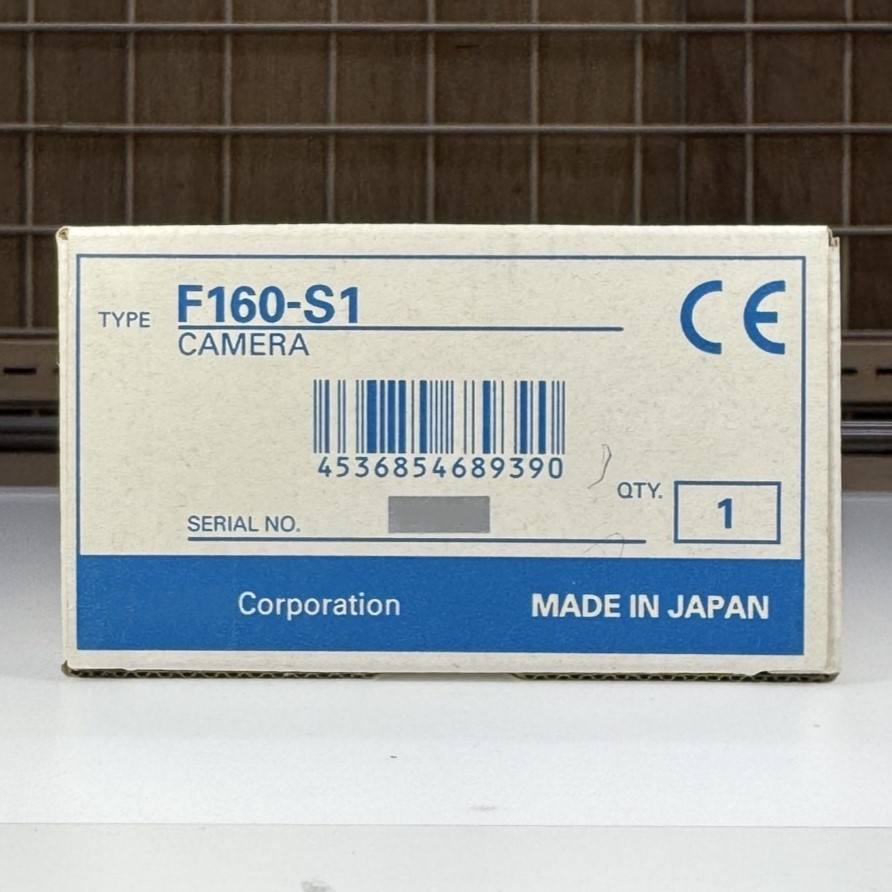 TYPE F160-S1
CAMERA
CE
4536854689390
QTY. 1
SERIAL NO.
Corporation MADE IN JAPAN